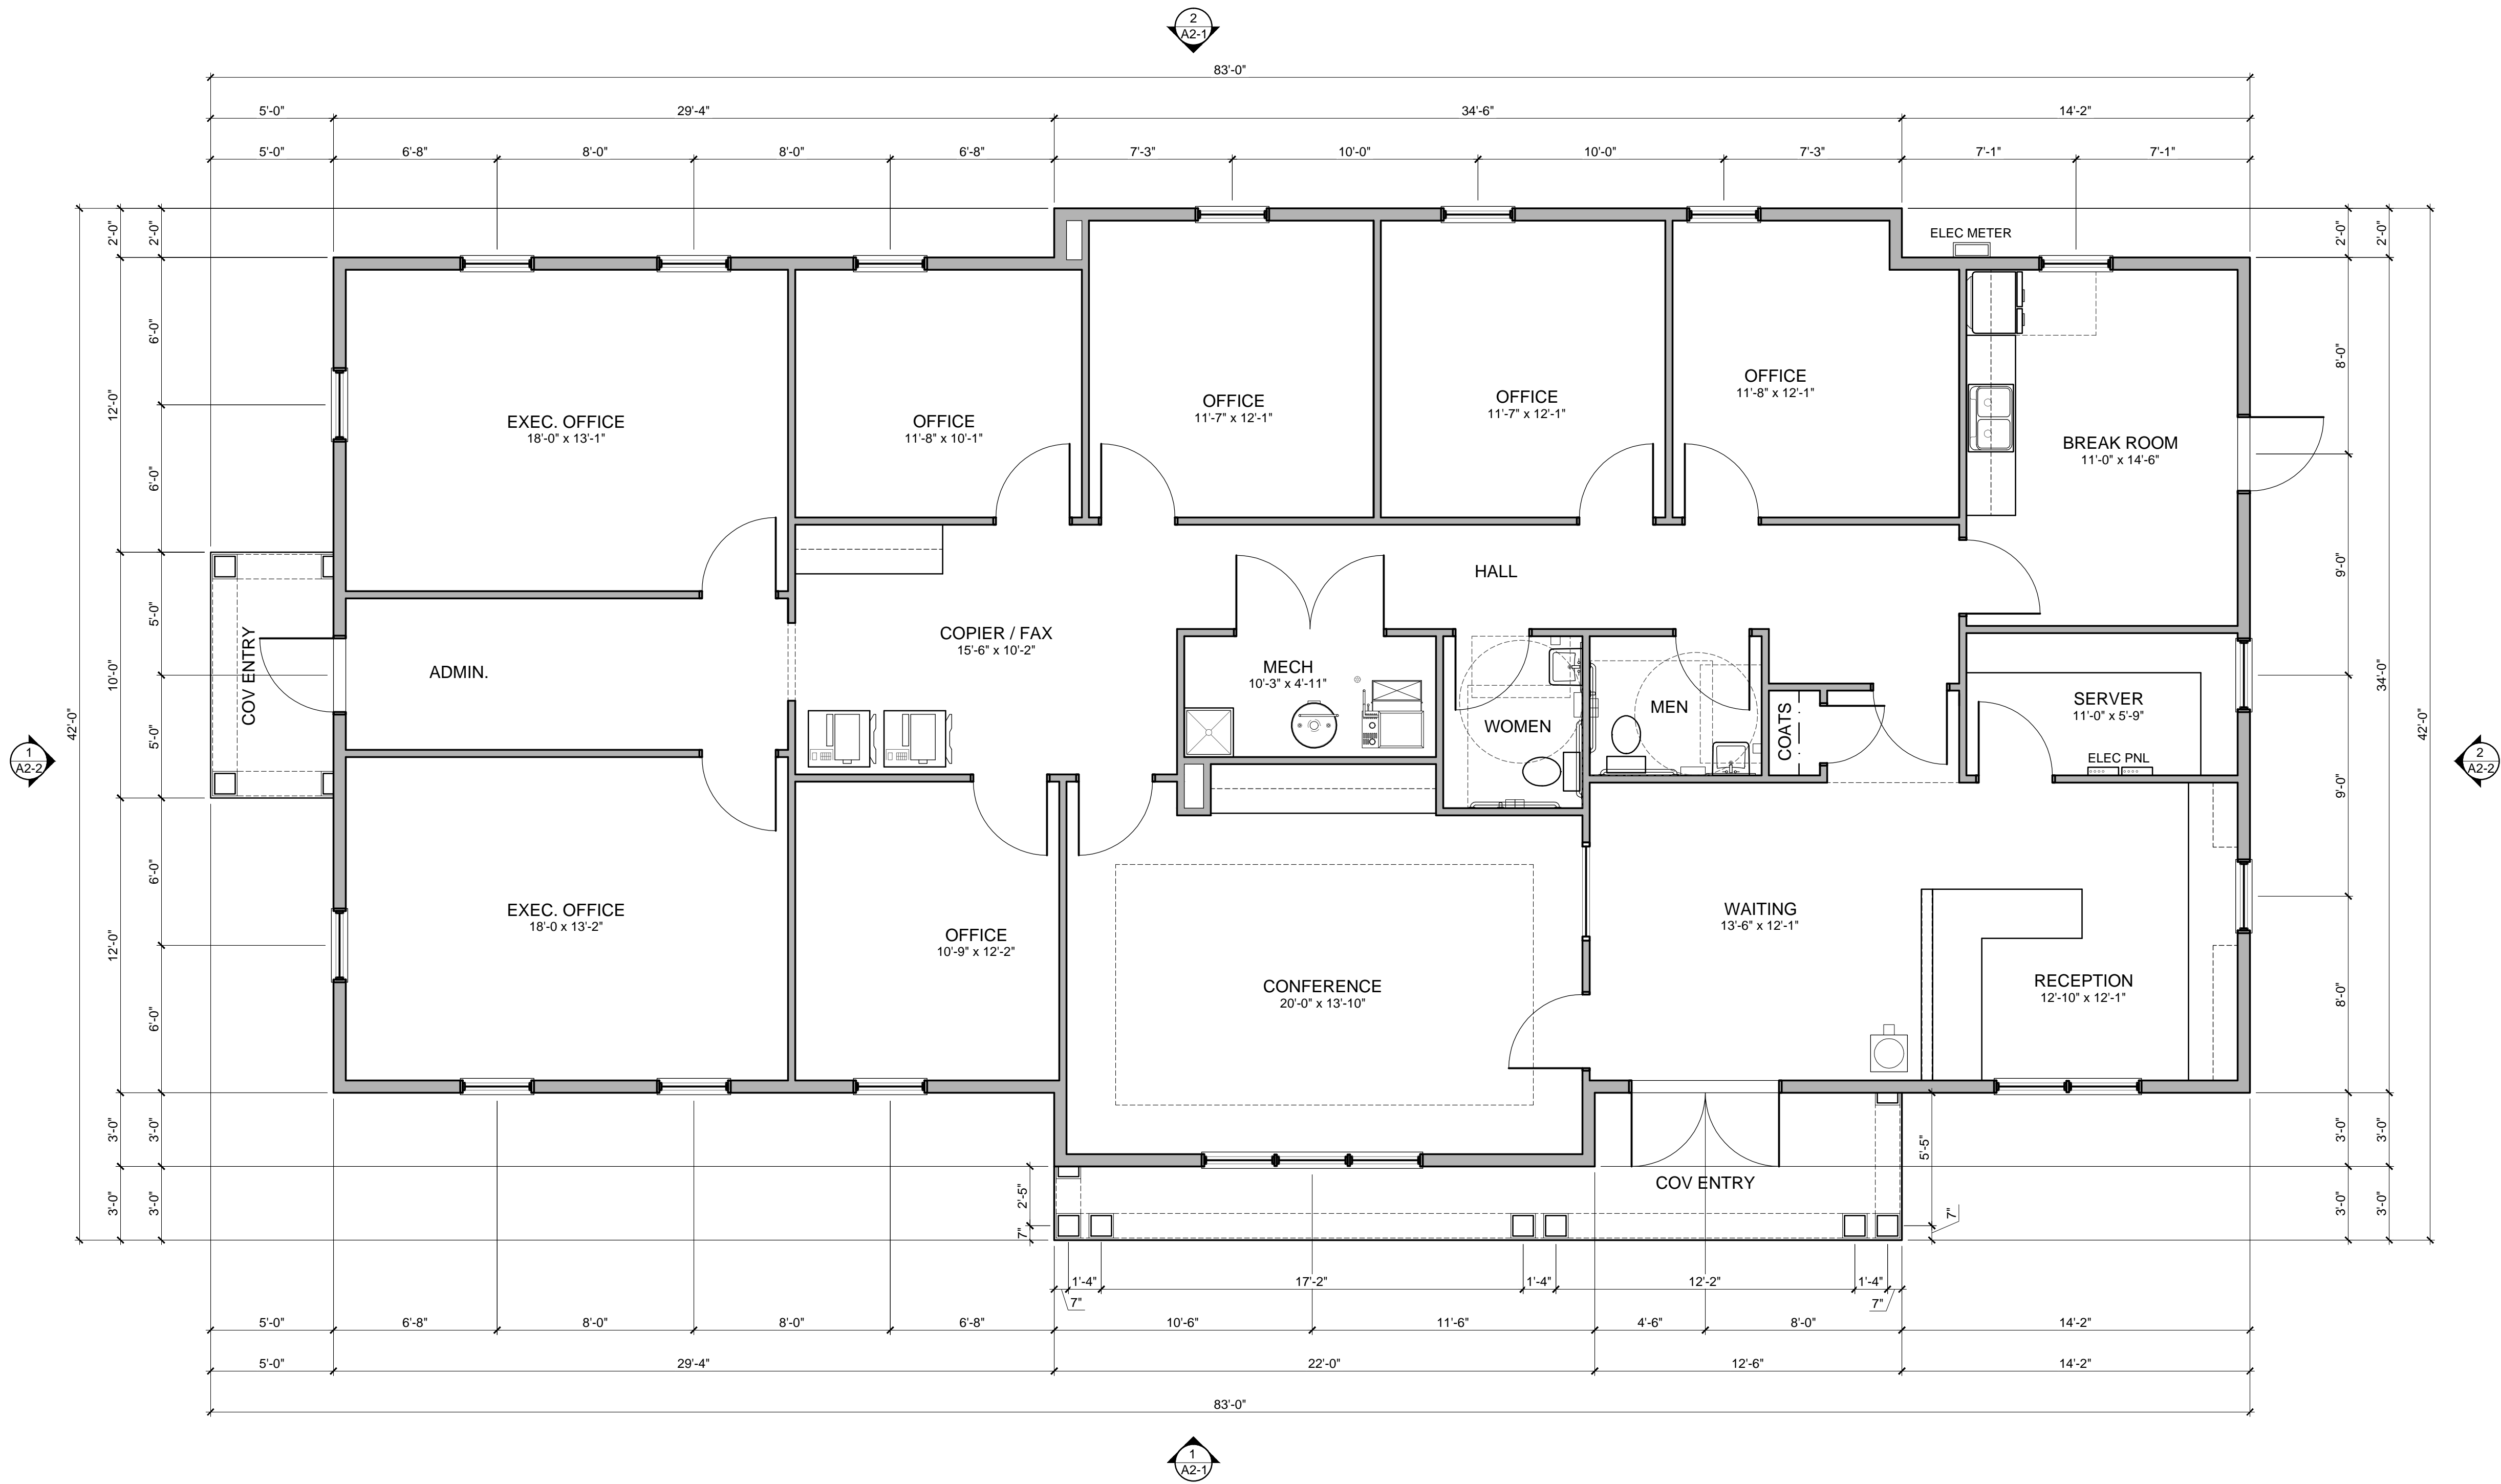 2
A2-1
83'-0"
5'-0" 29'-4" 34'-6" 14'-2"
5'-0" 6'-8" 8'-0" 8'-0" 6'-8" 7'-3" 10'-0" 10'-0" 7'-3" 7'-1" 7'-1"
42'-0"
2'-0" 12'-0" 10'-0" 12'-0" 3'-0" 3'-0"
2'-0" 6'-0" 6'-0" 5'-0" 5'-0" 6'-0" 6'-0" 3'-0" 3'-0"
1
A2-2
COV ENTRY
EXEC. OFFICE
18'-0" x 13'-1"
OFFICE
11'-8" x 10'-1"
OFFICE
11'-7" x 12'-1"
OFFICE
11'-7" x 12'-1"
OFFICE
11'-8" x 12'-1"
ELEC METER
BREAK ROOM
11'-0" x 14'-6"
HALL
ADMIN.
COPIER / FAX
15'-6" x 10'-2"
MECH
10'-3" x 4'-11"
WOMEN
MEN
COATS
SERVER
11'-0" x 5'-9"
ELEC PNL
EXEC. OFFICE
18'-0 x 13'-2"
OFFICE
10'-9" x 12'-2"
CONFERENCE
20'-0" x 13'-10"
WAITING
13'-6" x 12'-1"
RECEPTION
12'-10" x 12'-1"
COV ENTRY
2'-0" 8'-0" 9'-0" 9'-0" 8'-0" 3'-0" 3'-0"
2'-0" 34'-0" 3'-0" 3'-0"
42'-0"
2
A2-2
2'-5"
7"
5'-5"
7"
1'-4" 17'-2" 1'-4" 12'-2" 1'-4"
7" 7"
5'-0" 6'-8" 8'-0" 8'-0" 6'-8" 10'-6" 11'-6" 4'-6" 8'-0" 14'-2"
5'-0" 29'-4" 22'-0" 12'-6" 14'-2"
83'-0"
1
A2-1